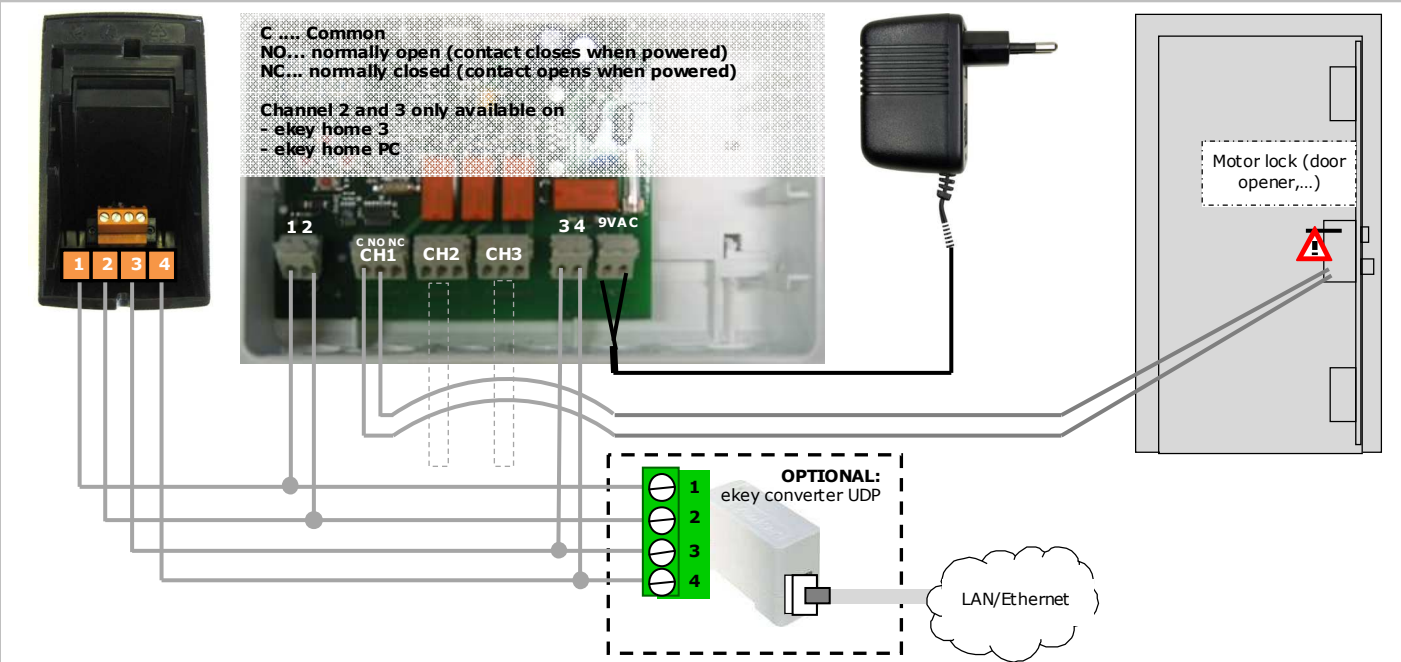 C .... Common
NO... normally open (contact closes when powered)
NC... normally closed (contact opens when powered)
Channel 2 and 3 only available on
- ekey home 3
- ekey home PC
1 2
C NO NC
CH1
CH2
CH3
3 4
9VAC
1 2 3 4
Motor lock (door
opener,...)
!
OPTIONAL:
ekey converter UDP
1
2
3
4
LAN/Ethernet